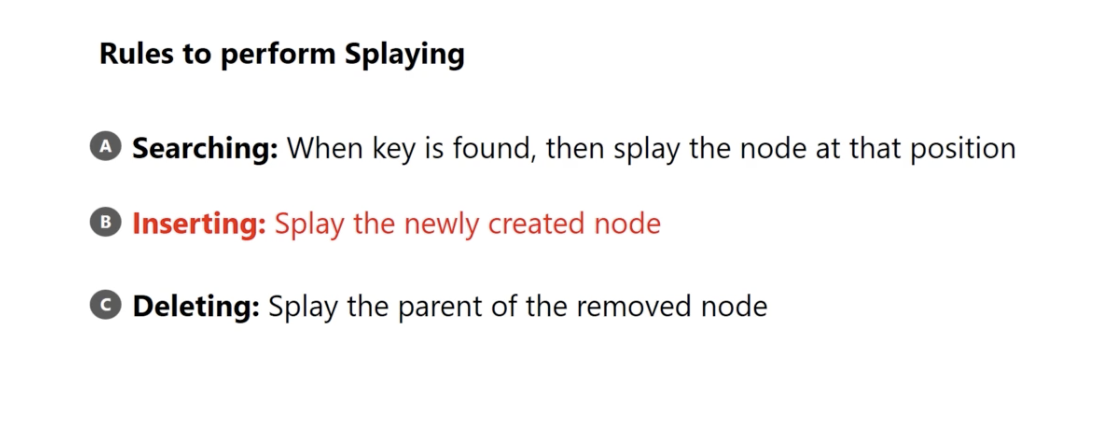 Rules to perform Splaying
A Searching: When key is found, then splay the node at that position
B Inserting: Splay the newly created node
C Deleting: Splay the parent of the removed node